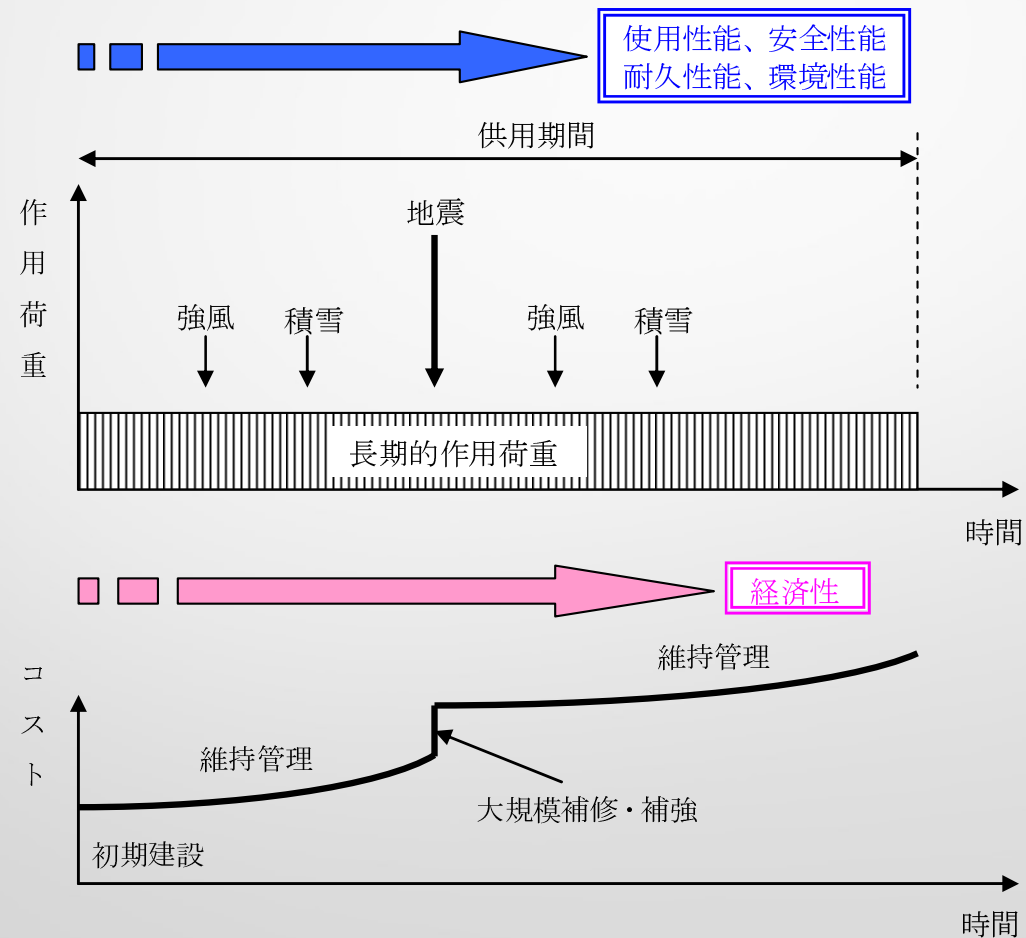 使用性能、安全性能
耐久性能、環境性能
供用期間
作用荷重
地震
強風
積雪
強風
積雪
長期的作用荷重
時間
経済性
コスト
維持管理
維持管理
大規模補修・補強
初期建設
時間